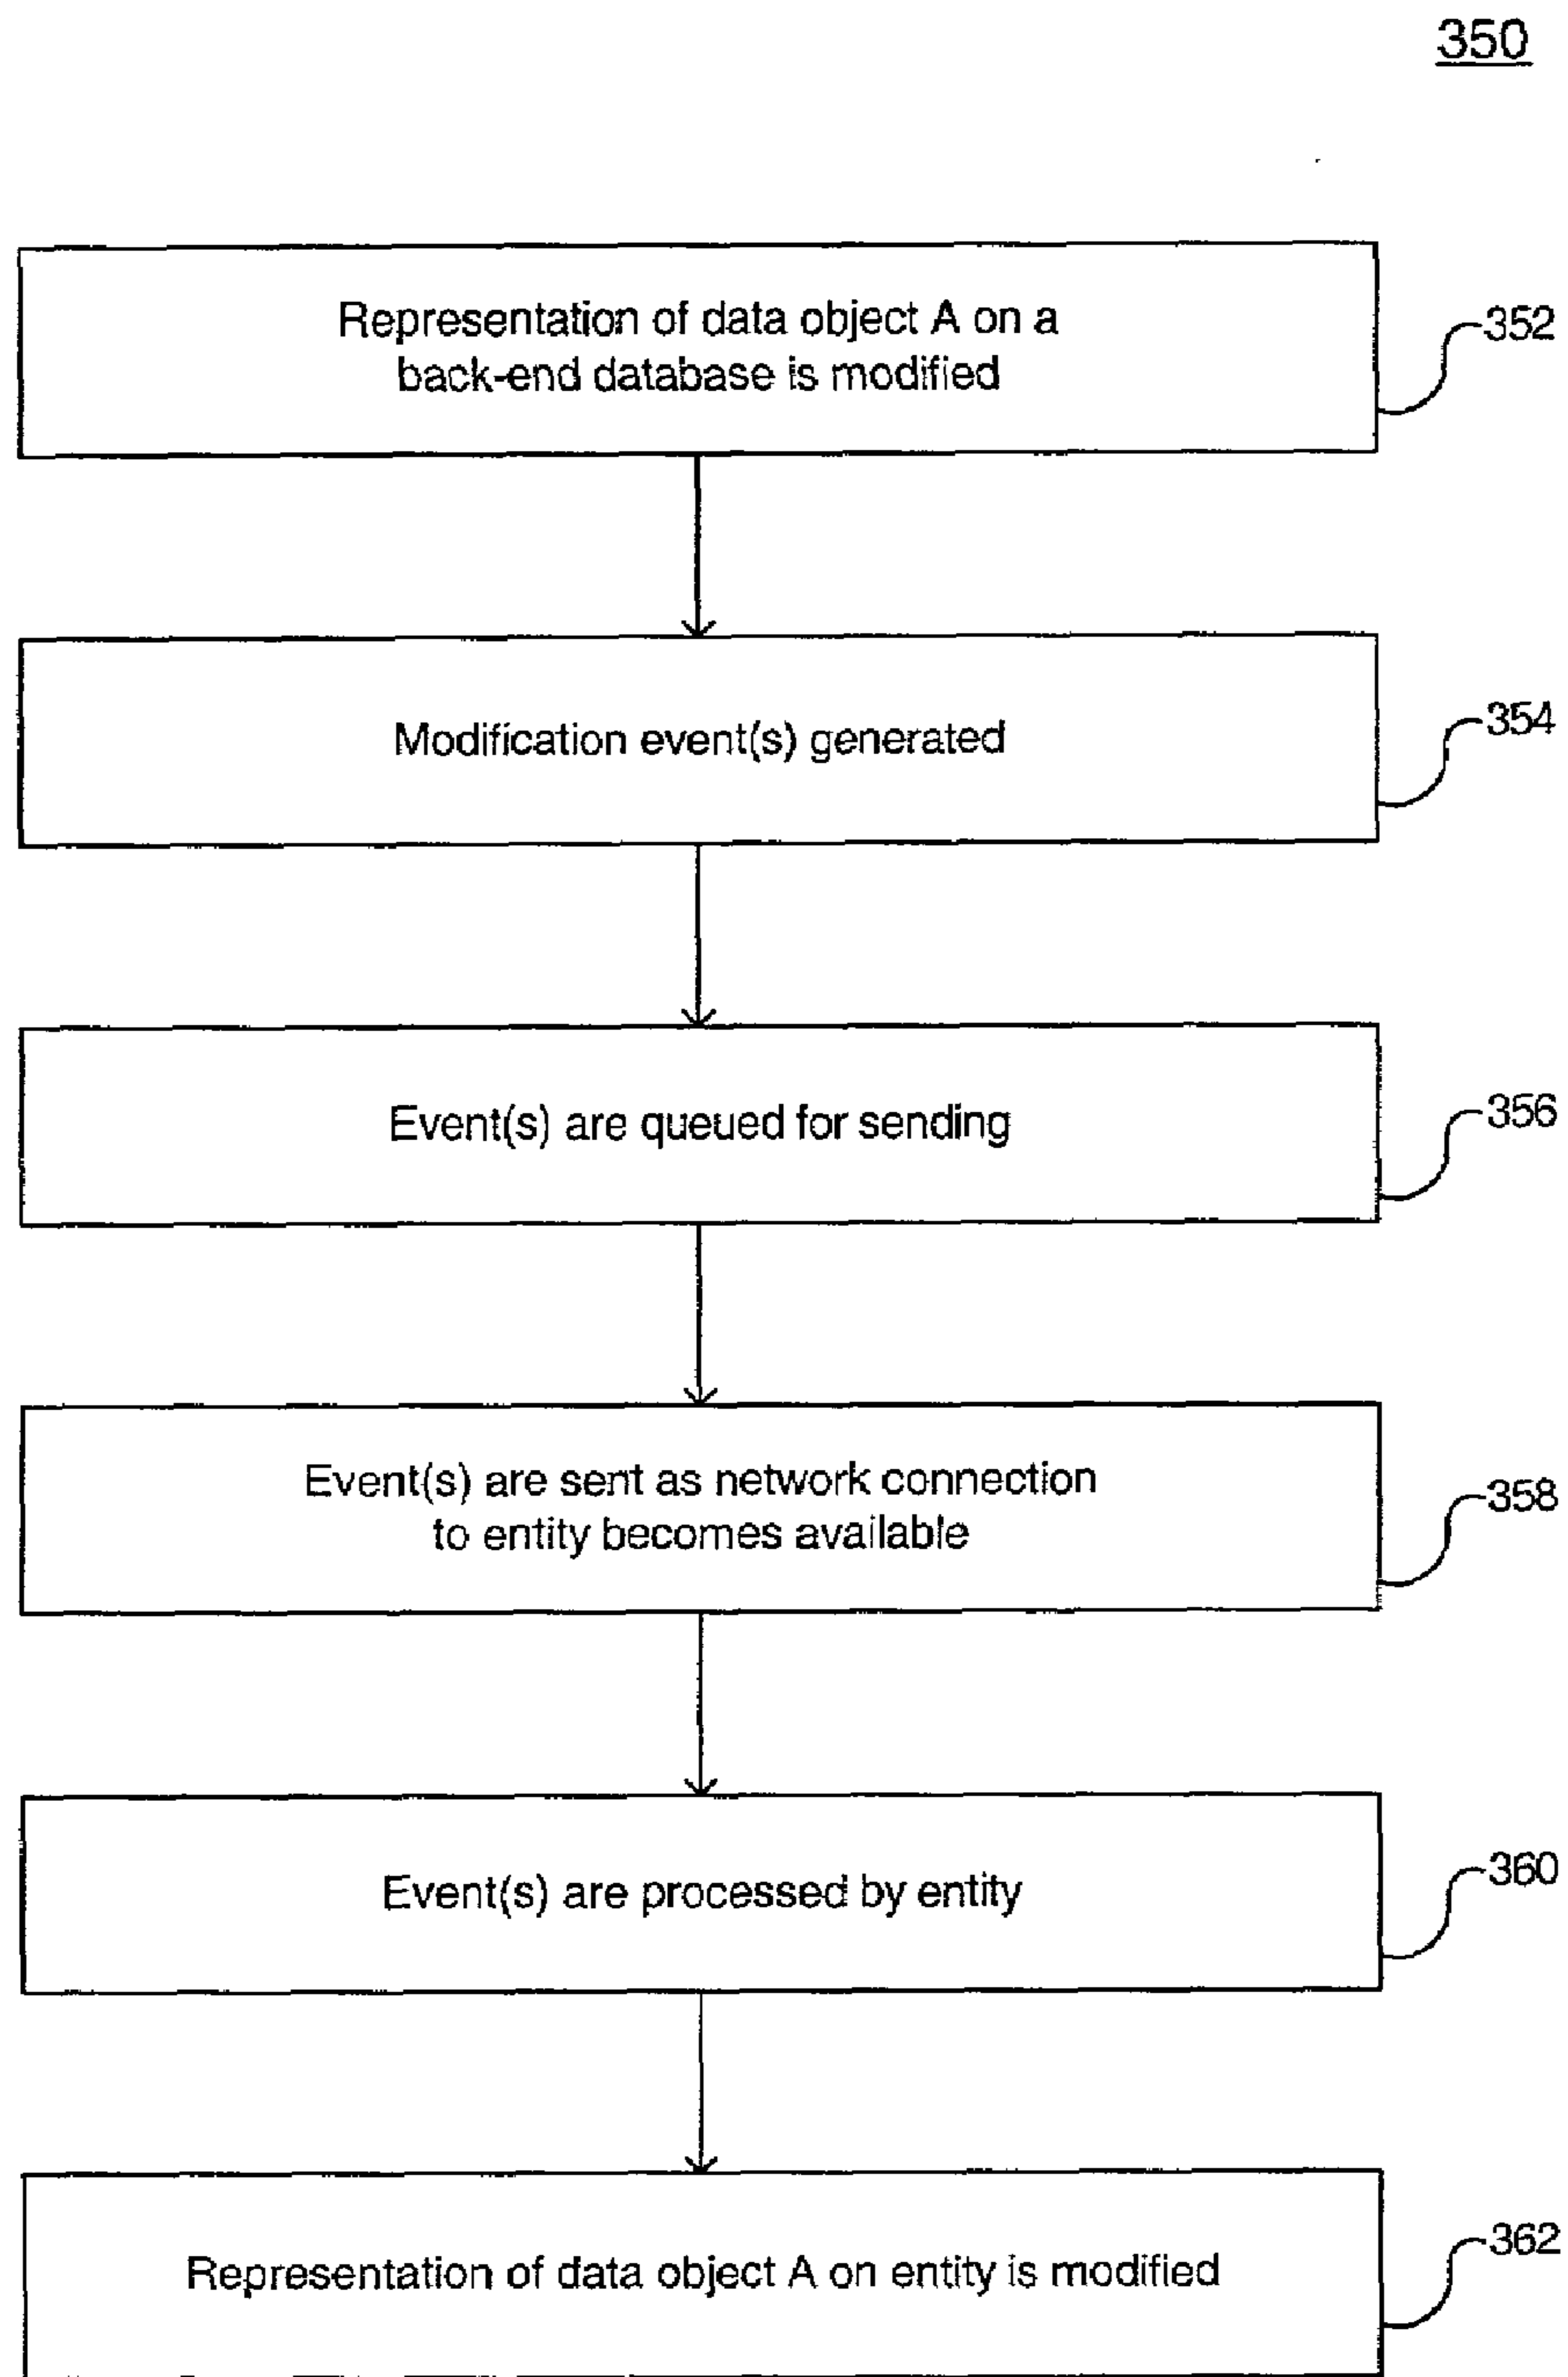 350
Representation of data object A on a
back-end database is modified
352
Modification event(s) generated
354
Event(s) are queued for sending
356
Event(s) are sent as network connection
to entity becomes available
358
Event(s) are processed by entity
360
Representation of data object A on entity is modified
362